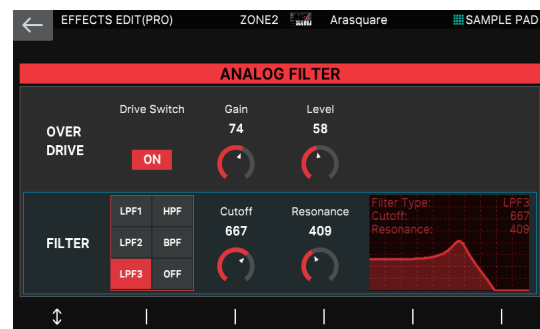 EFFECTS EDIT(PRO) ZONE2 Arasquare SAMPLE PAD
ANALOG FILTER
Drive Switch Gain Level
74 58
OVER
DRIVE
ON
Filter Type: LPF3
Cutoff: 667
Resonance: 409
LPF1 HPF Cutoff Resonance
667 409
FILTER LPF2 BPF
LPF3 OFF